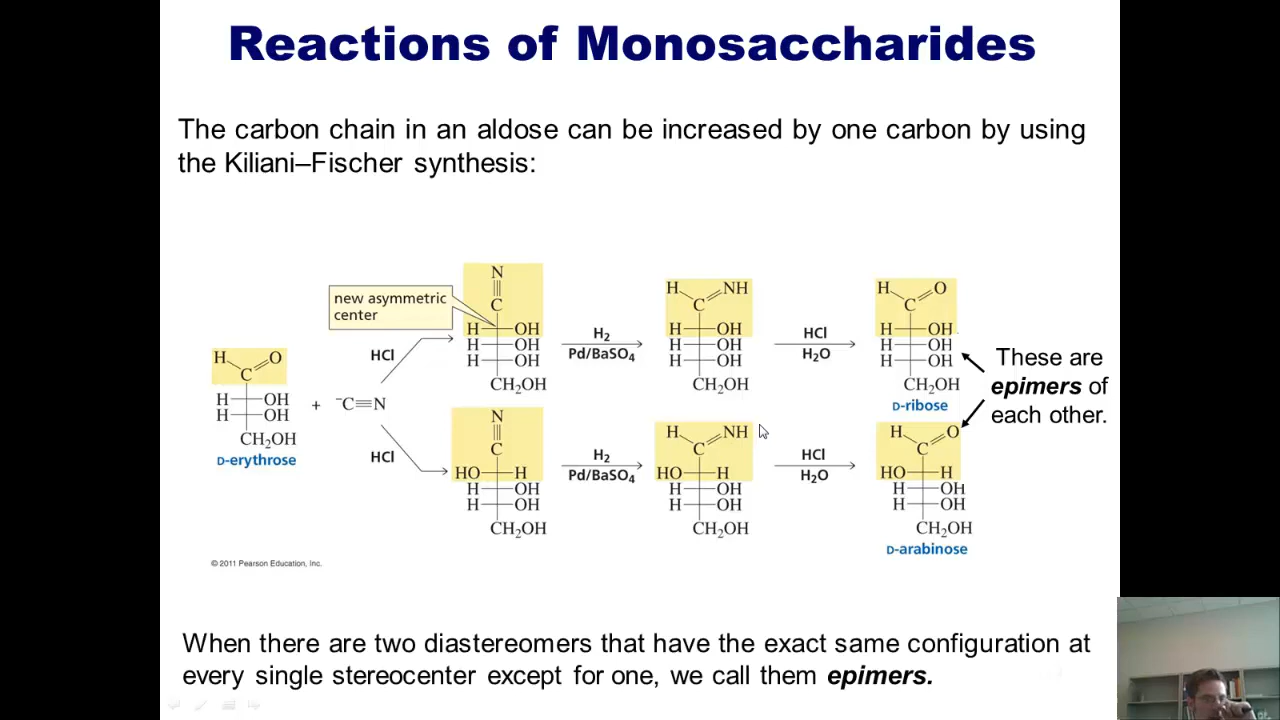 Reactions of Monosaccharides
The carbon chain in an aldose can be increased by one carbon by using
the Kiliani–Fischer synthesis:
H O
C
H OH
H OH
CH₂OH
D-erythrose
+ ⁻C≡N
new asymmetric
center
HCl
HCl
N
C
H OH
H OH
H OH
CH₂OH
H₂
Pd/BaSO₄
H NH
C
H OH
H OH
H OH
CH₂OH
HCl
H₂O
H O
C
H OH
H OH
H OH
CH₂OH
D-ribose
N
C
HO H
H OH
H OH
CH₂OH
H₂
Pd/BaSO₄
H NH
C
HO H
H OH
H OH
CH₂OH
HCl
H₂O
H O
C
HO H
H OH
H OH
CH₂OH
D-arabinose
These are
epimers of
each other.
© 2011 Pearson Education, Inc.
When there are two diastereomers that have the exact same configuration at
every single stereocenter except for one, we call them epimers.